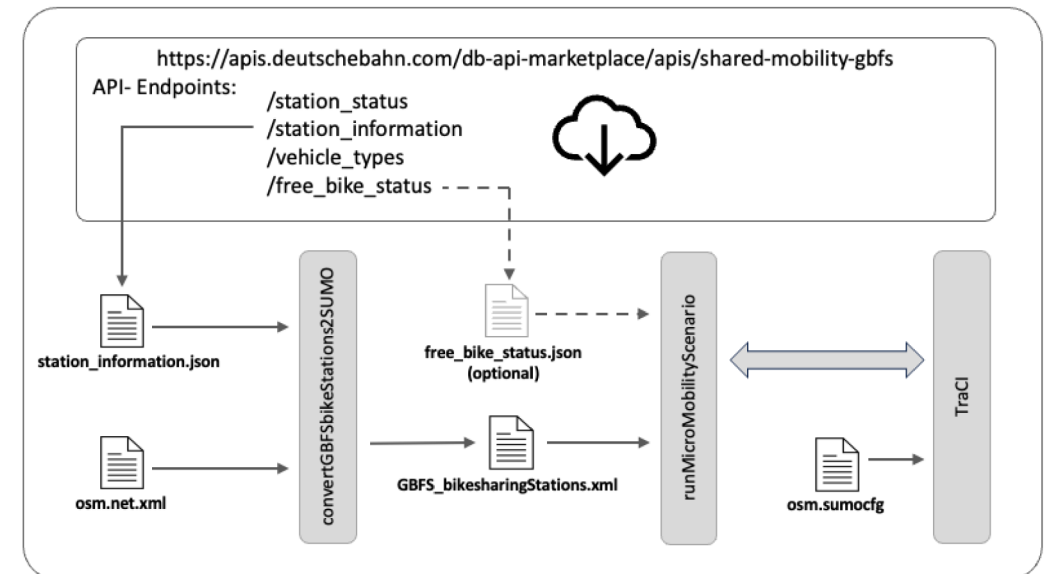 https://apis.deutschebahn.com/db-api-marketplace/apis/shared-mobility-gbfs
API- Endpoints:
/station_status
/station_information
/vehicle_types
/free_bike_status
station_information.json
osm.net.xml
convertGBFSbikeStations2SUMO
free_bike_status.json
(optional)
GBFS_bikesharingStations.xml
runMicroMobilityScenario
osm.sumocfg
TraCI